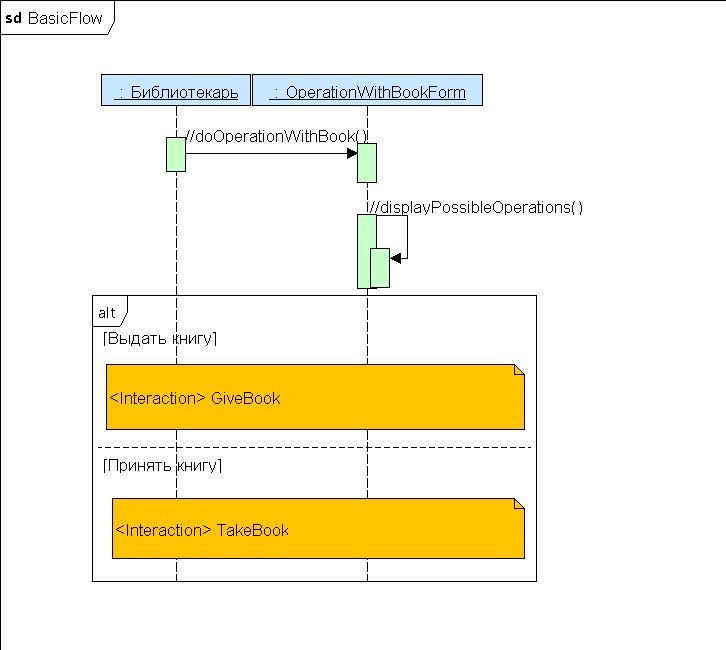 sd BasicFlow
: Библиотекарь
: OperationWithBookForm
//doOperationWithBook()
//displayPossibleOperations()
alt
[Выдать книгу]
<Interaction> GiveBook
[Принять книгу]
<Interaction> TakeBook